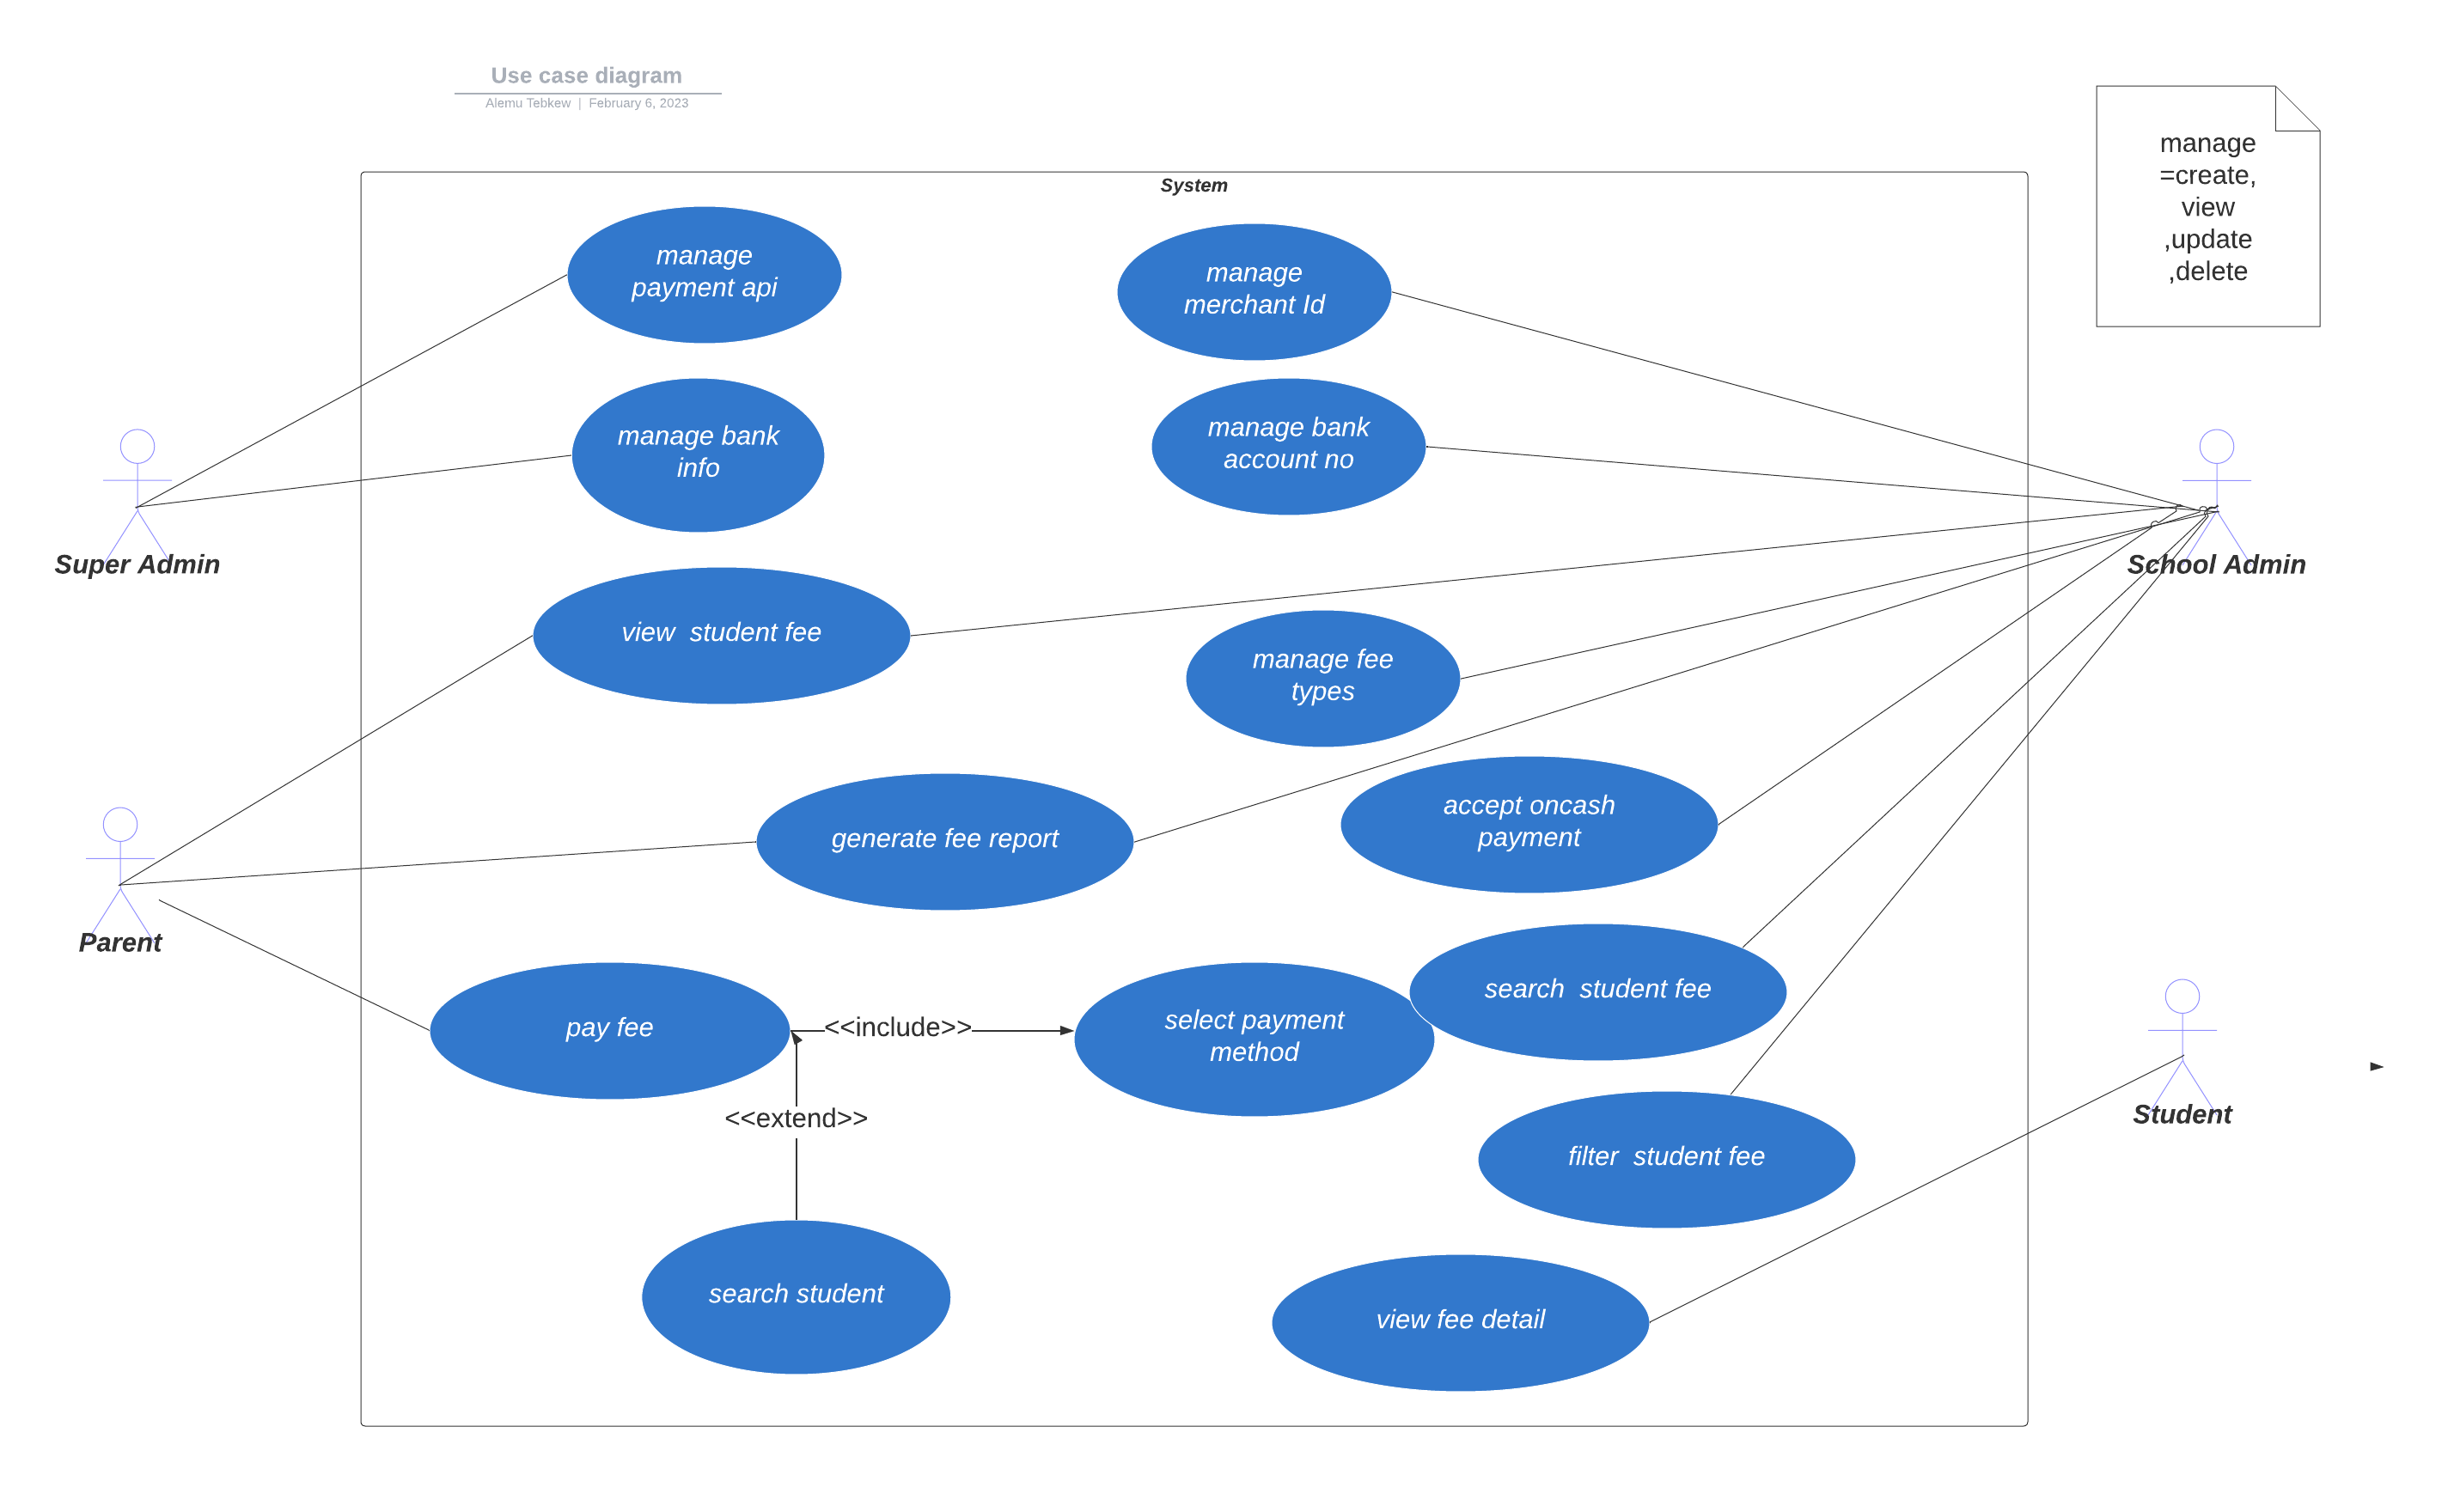 Use case diagram
Alemu Tebkew | February 6, 2023
manage
=create,
view
,update
,delete
System
manage
payment api
manage
merchant Id
manage bank
info
manage bank
account no
Super Admin
School Admin
view  student fee
manage fee
types
generate fee report
accept oncash
payment
Parent
pay fee
<<include>>
select payment
method
search  student fee
<<extend>>
Student
filter  student fee
search student
view fee detail